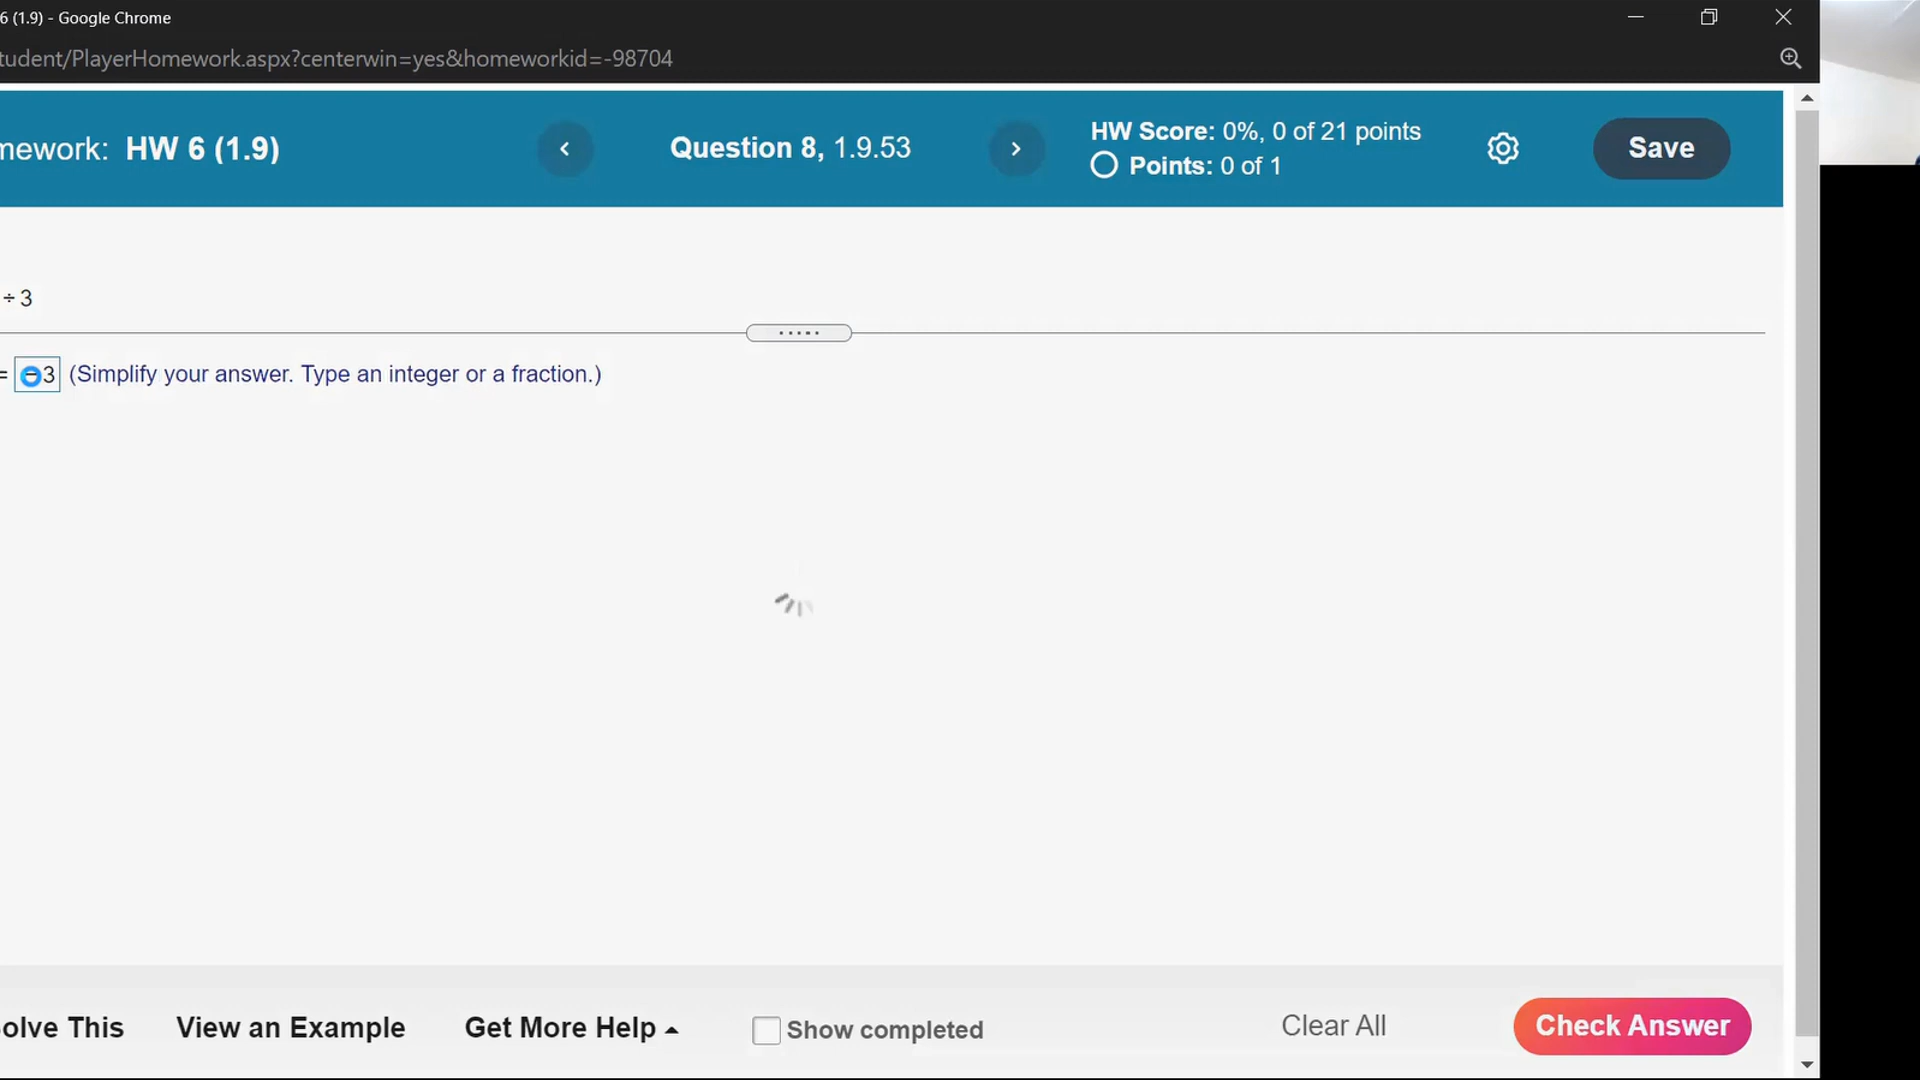 6 (1.9) - Google Chrome
tudent/PlayerHomework.aspx?centerwin=yes&homeworkid=-98704
mework: HW 6 (1.9)
Question 8, 1.9.53
HW Score: 0%, 0 of 21 points
Points: 0 of 1
Save
÷ 3
= -3 (Simplify your answer. Type an integer or a fraction.)
olve This
View an Example
Get More Help
Show completed
Clear All
Check Answer